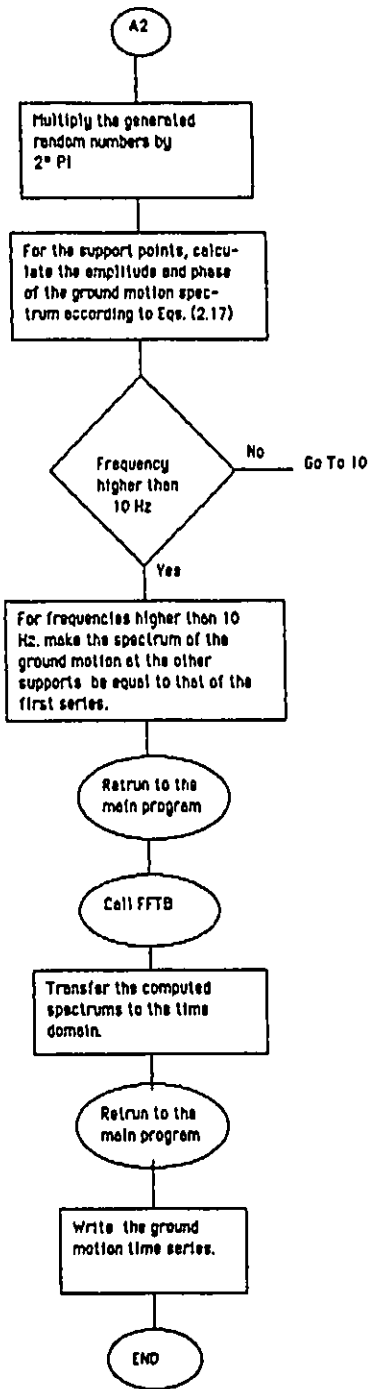 A2
Multiply the generated
random numbers by
2* PI
For the support points, calcu-
late the amplitude and phase
of the ground motion spec-
trum according to Eqs. (2.17)
Frequency
higher than
10 Hz
No
Go To 10
Yes
For frequencies higher than 10
Hz. make the spectrum of the
ground motion at the other
supports be equal to that of the
first series.
Retrun to the
main program
Call FFTB
Transfer the computed
spectrums to the time
domain.
Retrun to the
main program
Write the ground
motion time series.
END